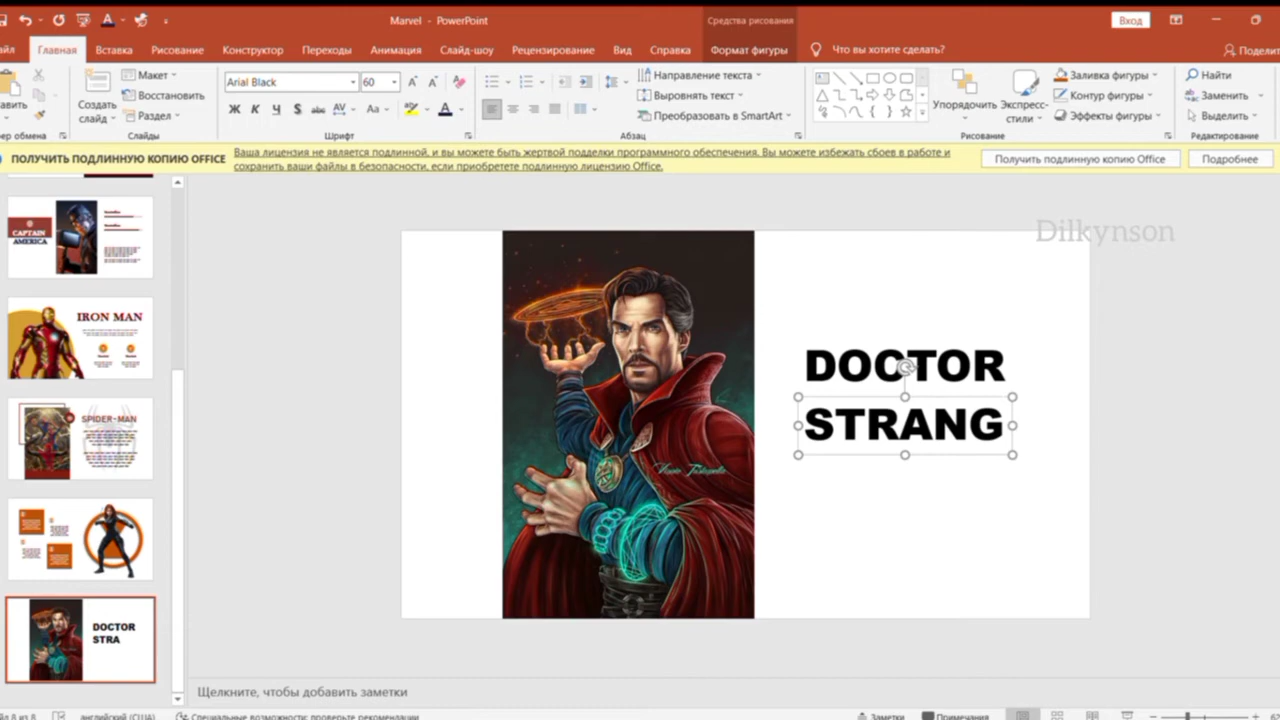 Marvel - PowerPoint
Средства рисования
Вход
Главная
Вставка
Рисование
Конструктор
Переходы
Анимация
Слайд-шоу
Рецензирование
Вид
Справка
Формат фигуры
Что вы хотите сделать?
Макет
Восстановить
Раздел
Создать
слайд
Слайды
Arial Black
60
Ж К Ч S abc AV Aa A
Шрифт
Направление текста
Выровнять текст
Преобразовать в SmartArt
Абзац
Упорядочить
Экспресс-
стили
Заливка фигуры
Контур фигуры
Эффекты фигуры
Рисование
Найти
Заменить
Выделить
Редактирование
ПОЛУЧИТЬ ПОДЛИННУЮ КОПИЮ OFFICE
Ваша лицензия не является подлинной, и вы можете быть жертвой подделки программного обеспечения. Вы можете избежать сбоев в работе и
сохранить ваши файлы в безопасности, если приобретете подлинную лицензию Office.
Получить подлинную копию Office
Подробнее
CAPTAIN
AMERICA
IRON MAN
SPIDER-MAN
DOCTOR
STRA
Dilkynson
DOCTOR
STRANG
Щелкните, чтобы добавить заметки
английский (США)
Специальные возможности: проверьте рекомендации
Заметки
Примечания